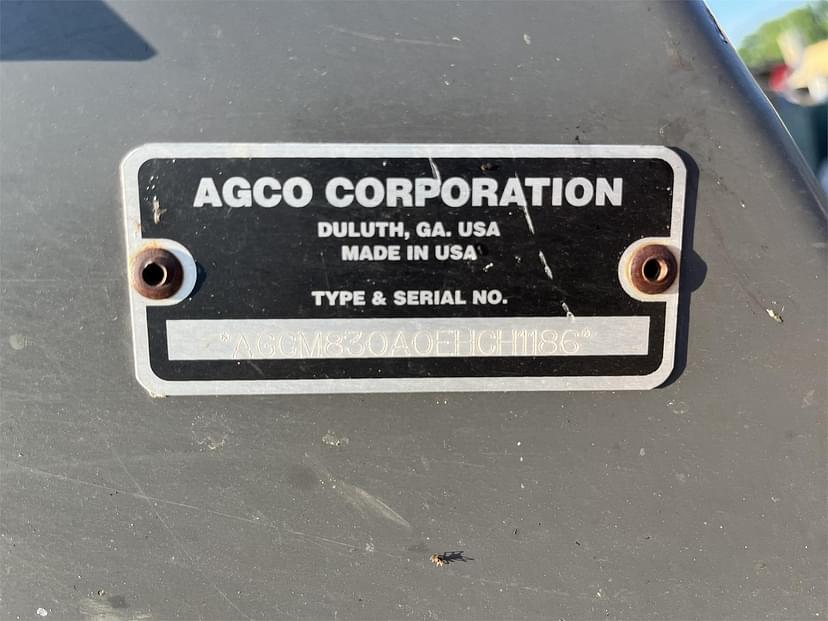 AGCO CORPORATION
DULUTH, GA. USA
MADE IN USA
TYPE & SERIAL NO.
*AGCM830A0EHCH1186*